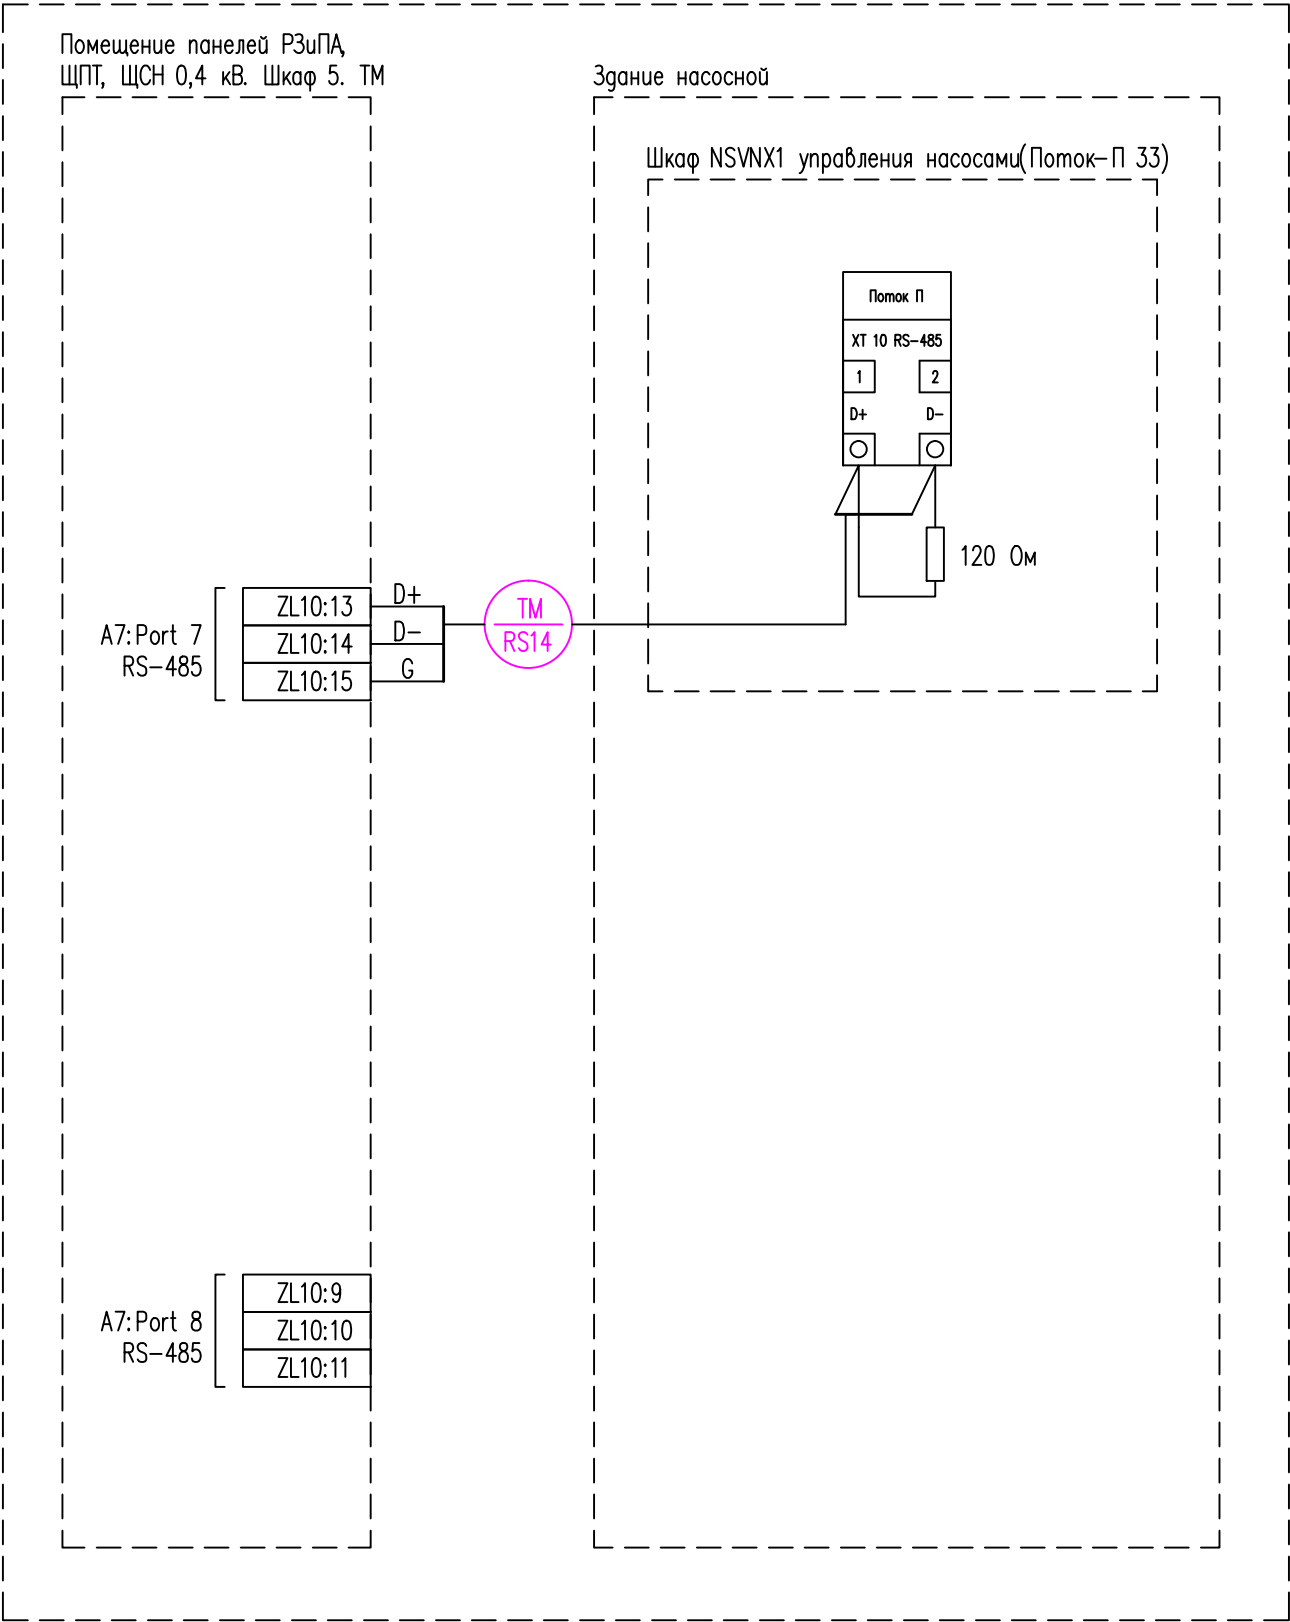 Помещение панелей РЗиПА,
ЩПТ, ЩСН 0,4 кВ. Шкаф 5. ТМ
Здание насосной
Шкаф NSVNX1 управления насосами(Поток-П 33)
Поток П
XT 10 RS-485
1 2
D+ D-
120 Ом
A7:Port 7
RS-485
ZL10:13
ZL10:14
ZL10:15
D+
D-
G
TM
RS14
A7:Port 8
RS-485
ZL10:9
ZL10:10
ZL10:11